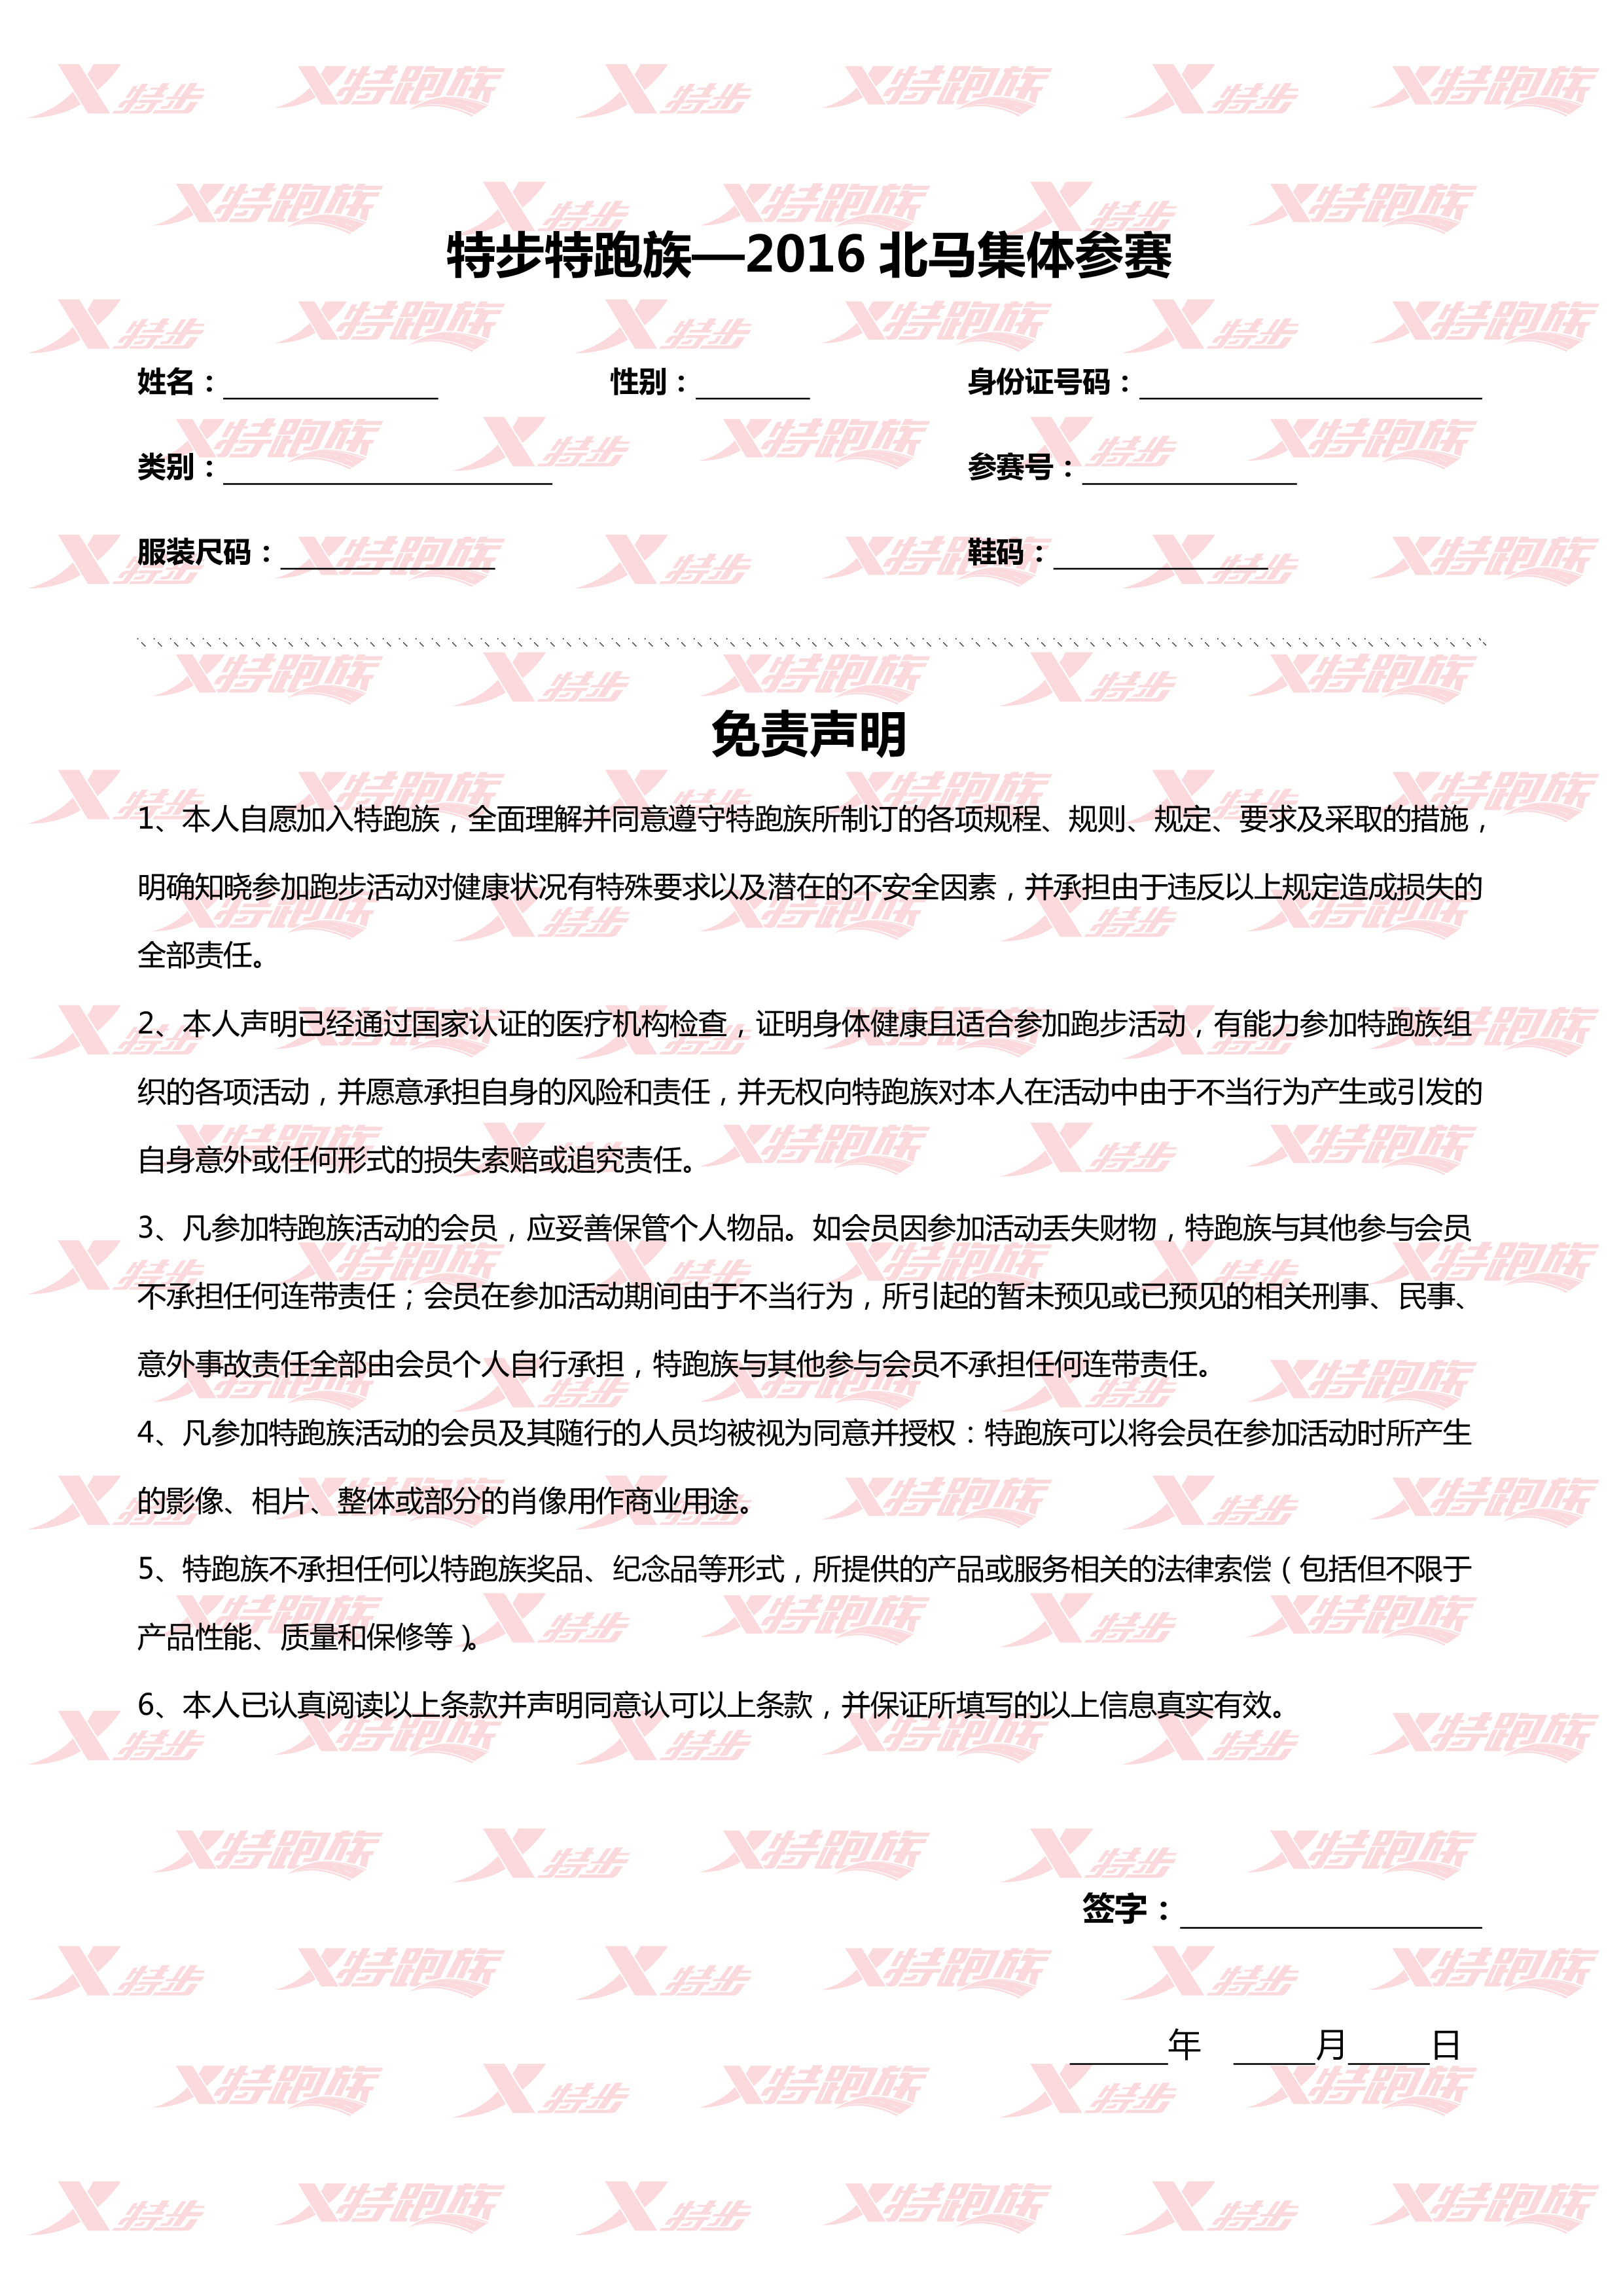 特步特跑族—2016 北马集体参赛
姓名： 性别： 身份证号码：
类别： 参赛号：
服装尺码： 鞋码：
免责声明
1、本人自愿加入特跑族，全面理解并同意遵守特跑族所制订的各项规程、规则、规定、要求及采取的措施，
明确知晓参加跑步活动对健康状况有特殊要求以及潜在的不安全因素，并承担由于违反以上规定造成损失的
全部责任。
2、本人声明已经通过国家认证的医疗机构检查，证明身体健康且适合参加跑步活动，有能力参加特跑族组
织的各项活动，并愿意承担自身的风险和责任，并无权向特跑族对本人在活动中由于不当行为产生或引发的
自身意外或任何形式的损失索赔或追究责任。
3、凡参加特跑族活动的会员，应妥善保管个人物品。如会员因参加活动丢失财物，特跑族与其他参与会员
不承担任何连带责任；会员在参加活动期间由于不当行为，所引起的暂未预见或已预见的相关刑事、民事、
意外事故责任全部由会员个人自行承担，特跑族与其他参与会员不承担任何连带责任。
4、凡参加特跑族活动的会员及其随行的人员均被视为同意并授权：特跑族可以将会员在参加活动时所产生
的影像、相片、整体或部分的肖像用作商业用途。
5、特跑族不承担任何以特跑族奖品、纪念品等形式，所提供的产品或服务相关的法律索偿（包括但不限于
产品性能、质量和保修等）。
6、本人已认真阅读以上条款并声明同意认可以上条款，并保证所填写的以上信息真实有效。
签字：
年 月 日